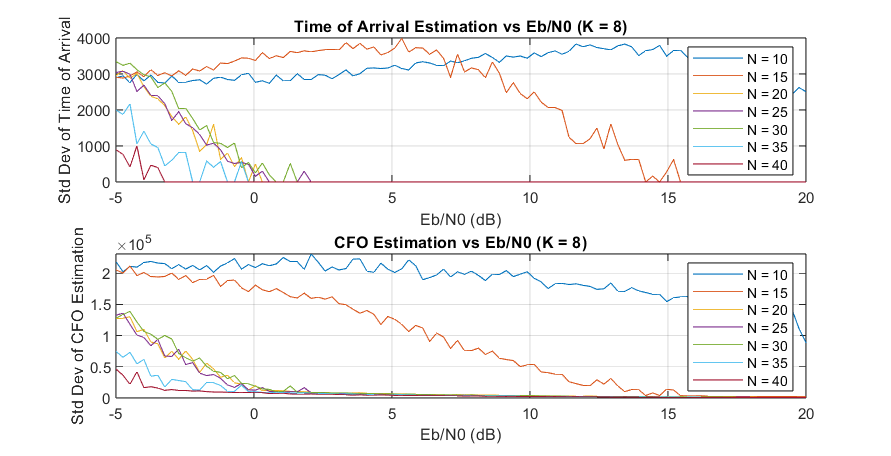 Time of Arrival Estimation vs Eb/N0 (K = 8)
Std Dev of Time of Arrival
4000
3000
2000
1000
0
-5
0
5
10
15
20
Eb/N0 (dB)
N = 10
N = 15
N = 20
N = 25
N = 30
N = 35
N = 40
CFO Estimation vs Eb/N0 (K = 8)
×10^5
Std Dev of CFO Estimation
2
1.5
1
0.5
0
-5
0
5
10
15
20
Eb/N0 (dB)
N = 10
N = 15
N = 20
N = 25
N = 30
N = 35
N = 40